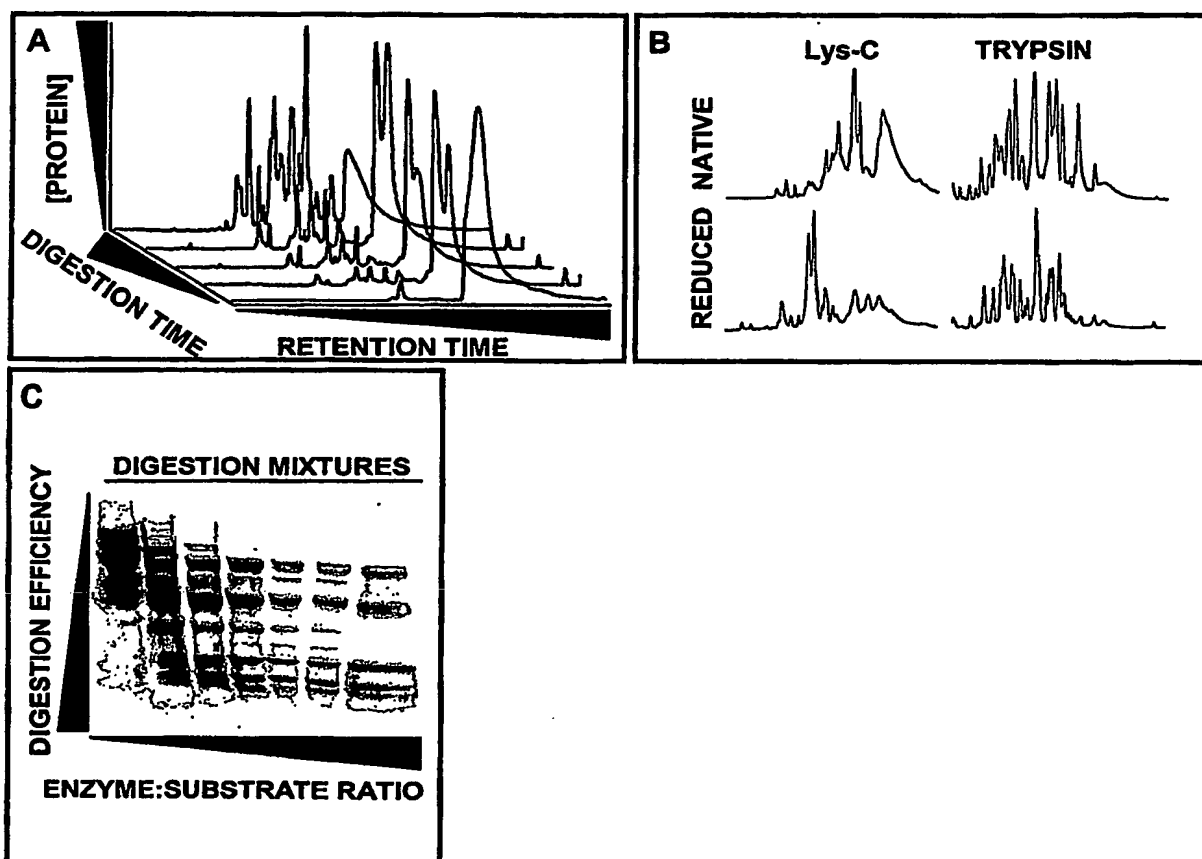 A
[PROTEIN]
DIGESTION TIME
RETENTION TIME
B
Lys-C
TRYPSIN
NATIVE
REDUCED
C
DIGESTION MIXTURES
DIGESTION EFFICIENCY
ENZYME:SUBSTRATE RATIO